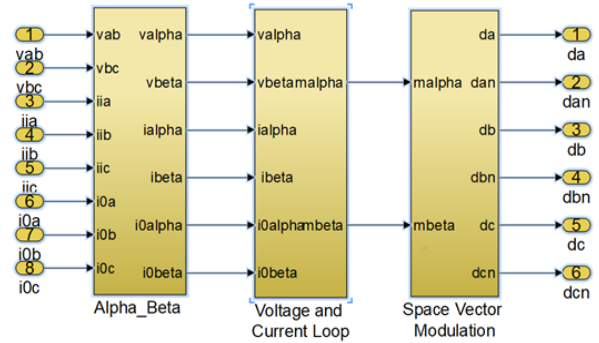 1
vab
2
vbc
3
iia
4
iib
5
iic
6
i0a
7
i0b
8
i0c
vab
vbc
iia
iib
iic
i0a
i0b
i0c
valpha
vbeta
ialpha
ibeta
i0alpha
i0beta
Alpha_Beta
valpha
vbeta
ialpha
ibeta
i0alpha
i0beta
malpha
mbeta
Voltage and
Current Loop
malpha
mbeta
da
dan
db
dbn
dc
dcn
Space Vector
Modulation
1
da
2
dan
3
db
4
dbn
5
dc
6
dcn